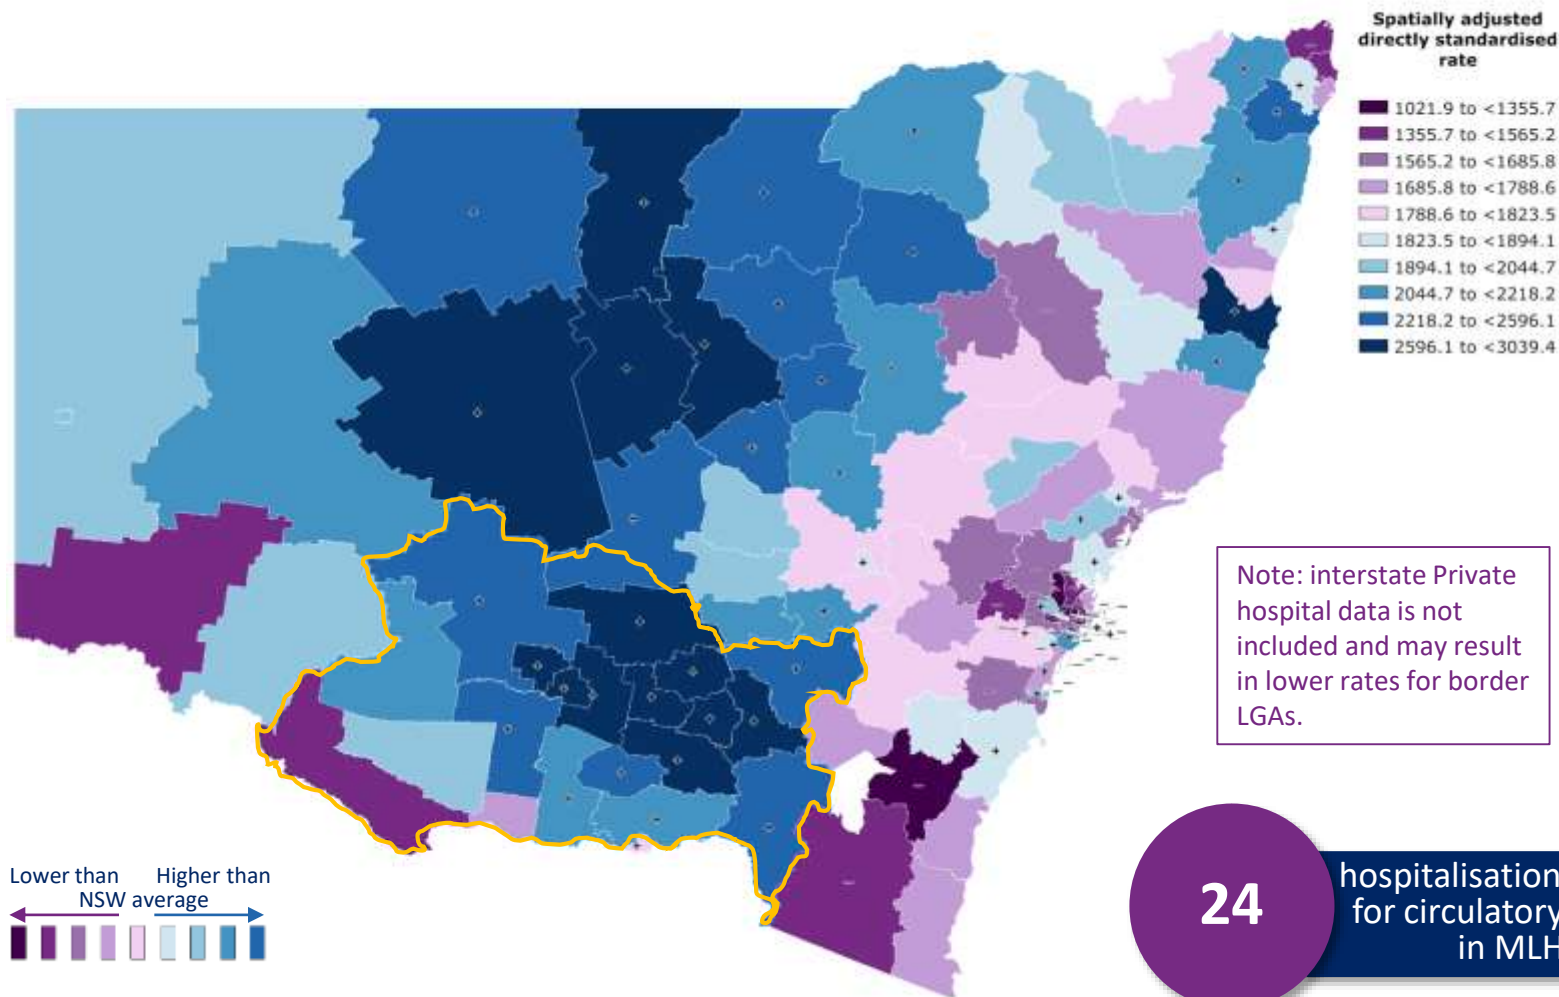 Spatially adjusted
directly standardised
rate
1021.9 to <1355.7
1355.7 to <1565.2
1565.2 to <1685.8
1685.8 to <1788.6
1788.6 to <1823.5
1823.5 to <1894.1
1894.1 to <2044.7
2044.7 to <2218.2
2218.2 to <2596.1
2596.1 to <3039.4
Note: interstate Private
hospital data is not
included and may result
in lower rates for border
LGAs.
Lower than Higher than
NSW average
24
hospitalisation
for circulatory
in MLH